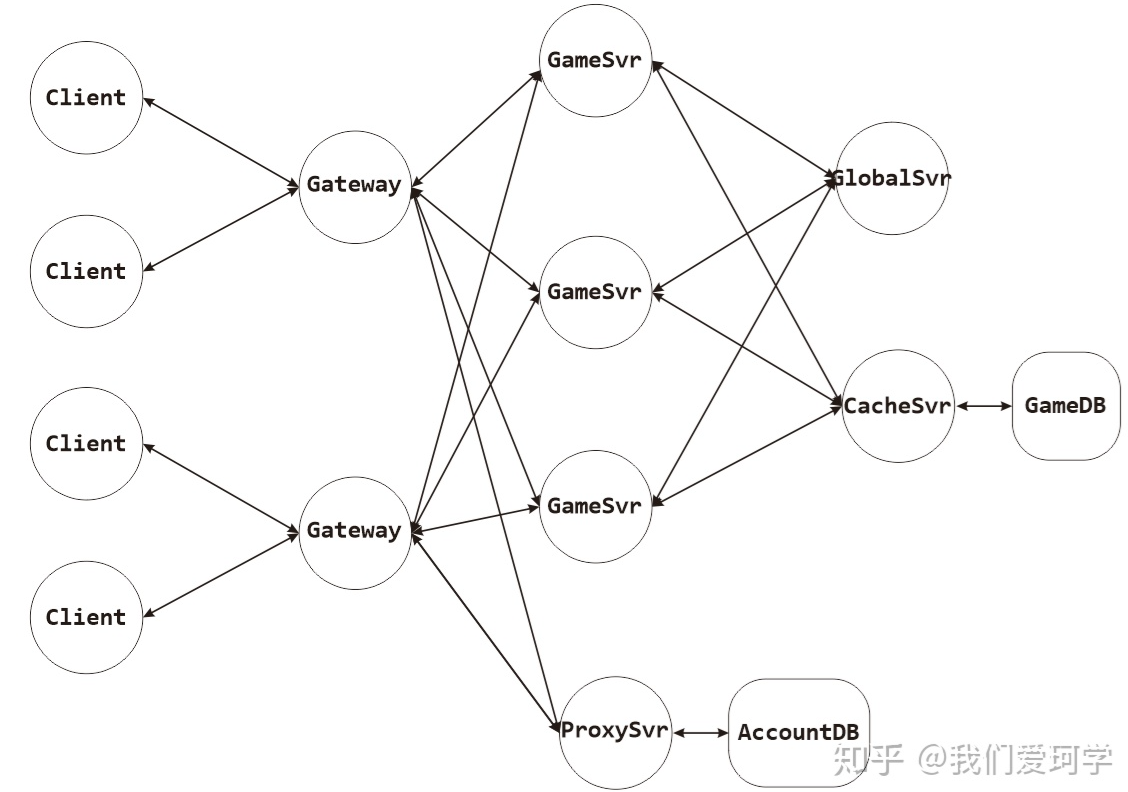 GameSvr
Client
Gateway
GlobalSvr
Client
GameSvr
CacheSvr
GameDB
Client
GameSvr
Gateway
Client
ProxySvr
AccountDB
知乎 @我们爱珂学